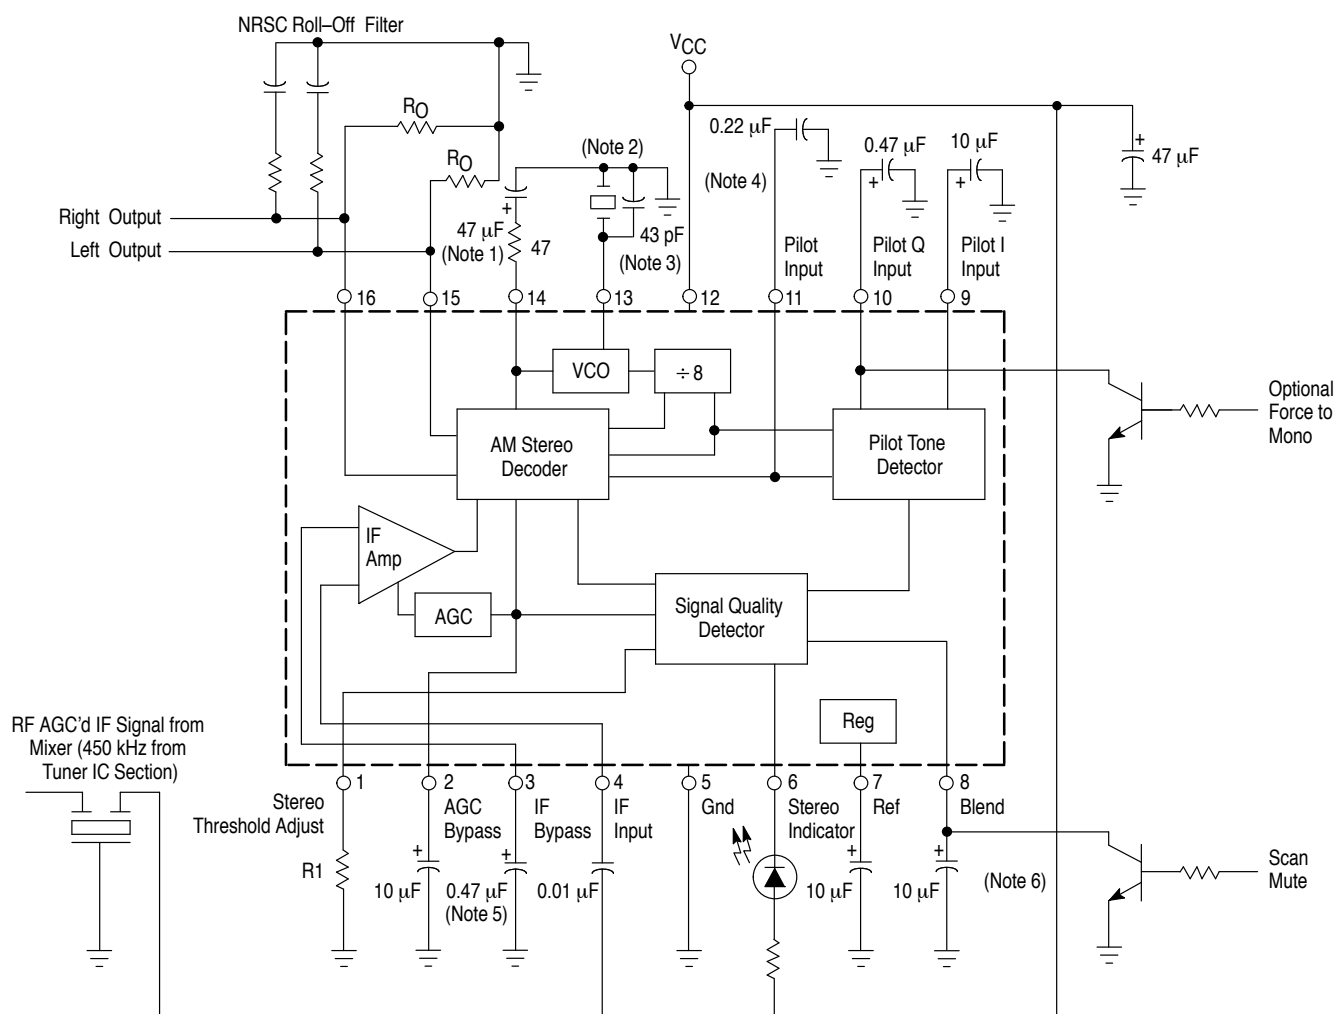 NRSC Roll–Off Filter
VCC
RO
RO
(Note 2)
0.22 µF
0.47 µF
10 µF
47 µF
(Note 4)
Right Output
Left Output
47 µF
(Note 1)
47
43 pF
(Note 3)
Pilot
Input
Pilot Q
Input
Pilot I
Input
16
15
14
13
12
11
10
9
VCO
÷8
AM Stereo
Decoder
Pilot Tone
Detector
Optional
Force to
Mono
IF
Amp
AGC
Signal Quality
Detector
Reg
RF AGC'd IF Signal from
Mixer (450 kHz from
Tuner IC Section)
1
2
3
4
5
6
7
8
Stereo
Threshold Adjust
AGC
Bypass
IF
Bypass
IF
Input
Gnd
Stereo
Indicator
Ref
Blend
R1
10 µF
0.47 µF
(Note 5)
0.01 µF
10 µF
10 µF
(Note 6)
Scan
Mute